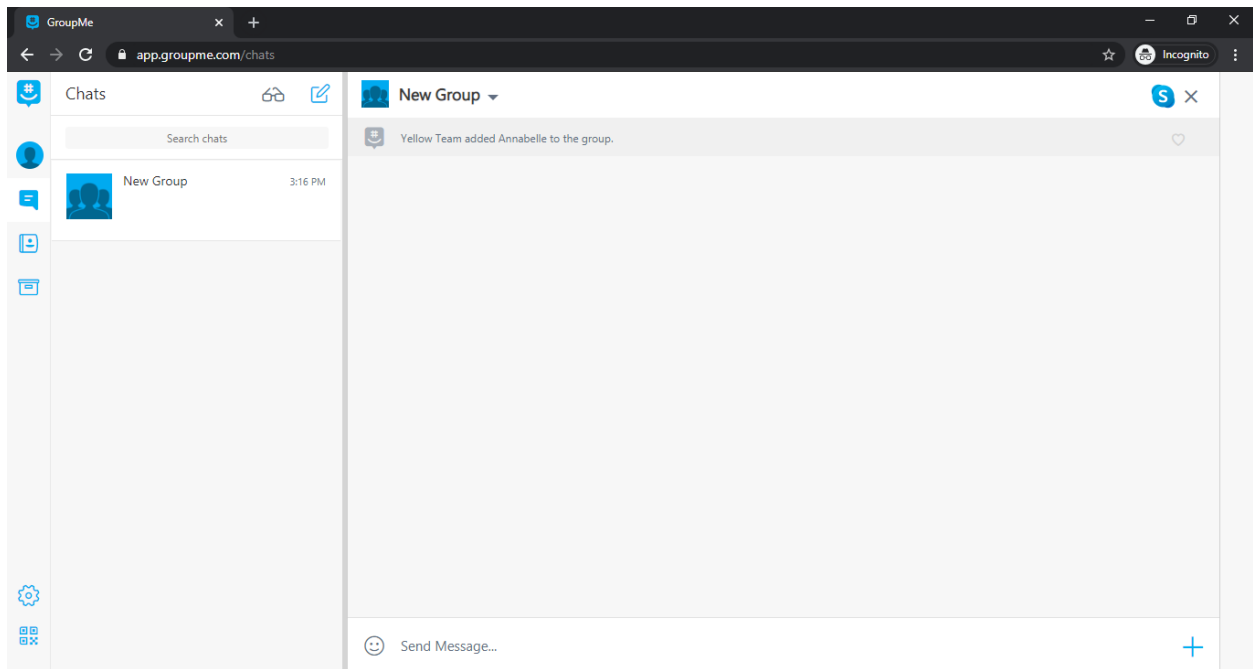 GroupMe
app.groupme.com/chats
Incognito
Chats
New Group
Search chats
Yellow Team added Annabelle to the group.
New Group
3:16 PM
Send Message...